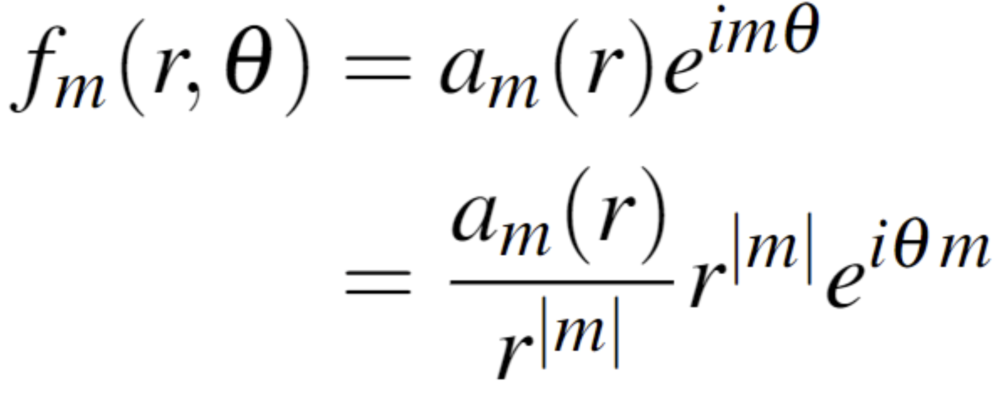 f_m(r, θ) = a_m(r)e^{imθ}
= \frac{a_m(r)}{r^{|m|}} r^{|m|} e^{iθm}